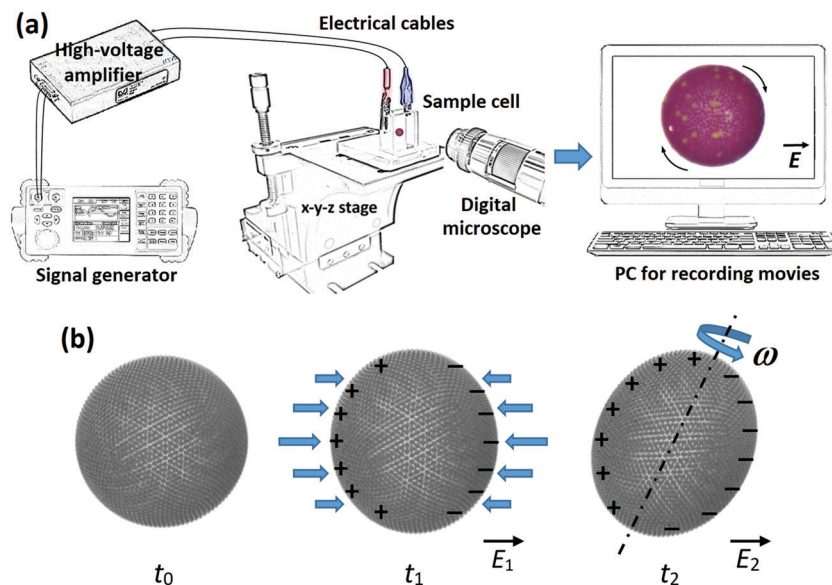 (a)
Electrical cables
High-voltage
amplifier
Sample cell
E
x-y-z stage
Digital
microscope
Signal generator
PC for recording movies
(b)
ω
+ − + −
+ − + −
+ − + −
+ − + −
+ − + −
+ − + −
+ − + −
E₁ E₂
t₀ t₁ t₂